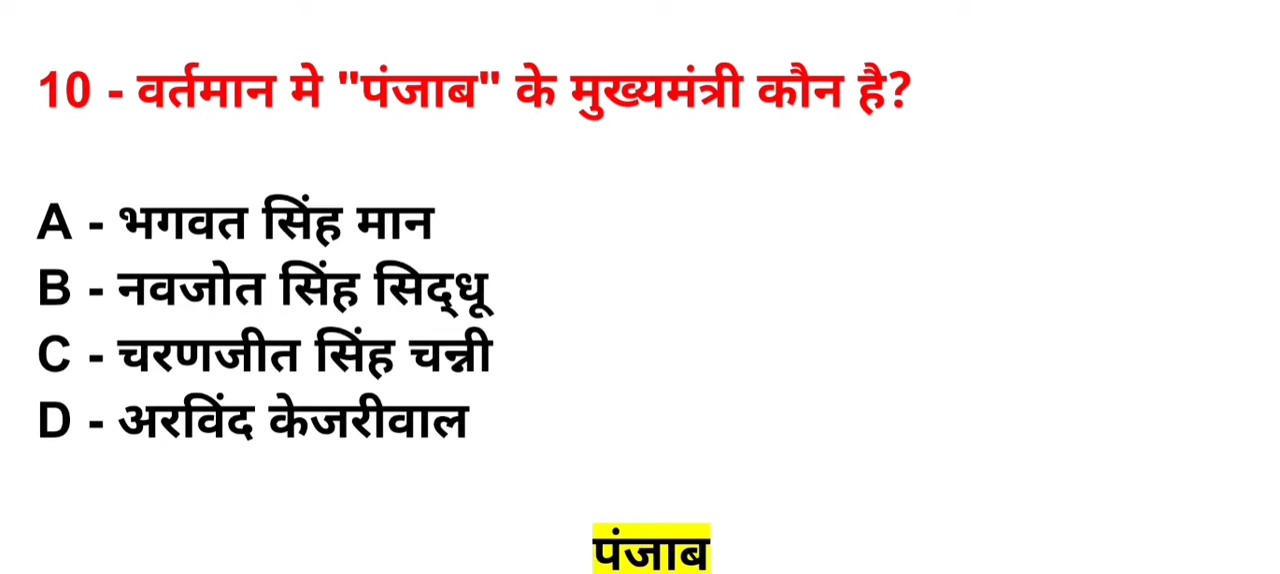 10 - वर्तमान मे "पंजाब" के मुख्यमंत्री कौन है?
A - भगवत सिंह मान
B - नवजोत सिंह सिद्धू
C - चरणजीत सिंह चन्नी
D - अरविंद केजरीवाल
पंजाब